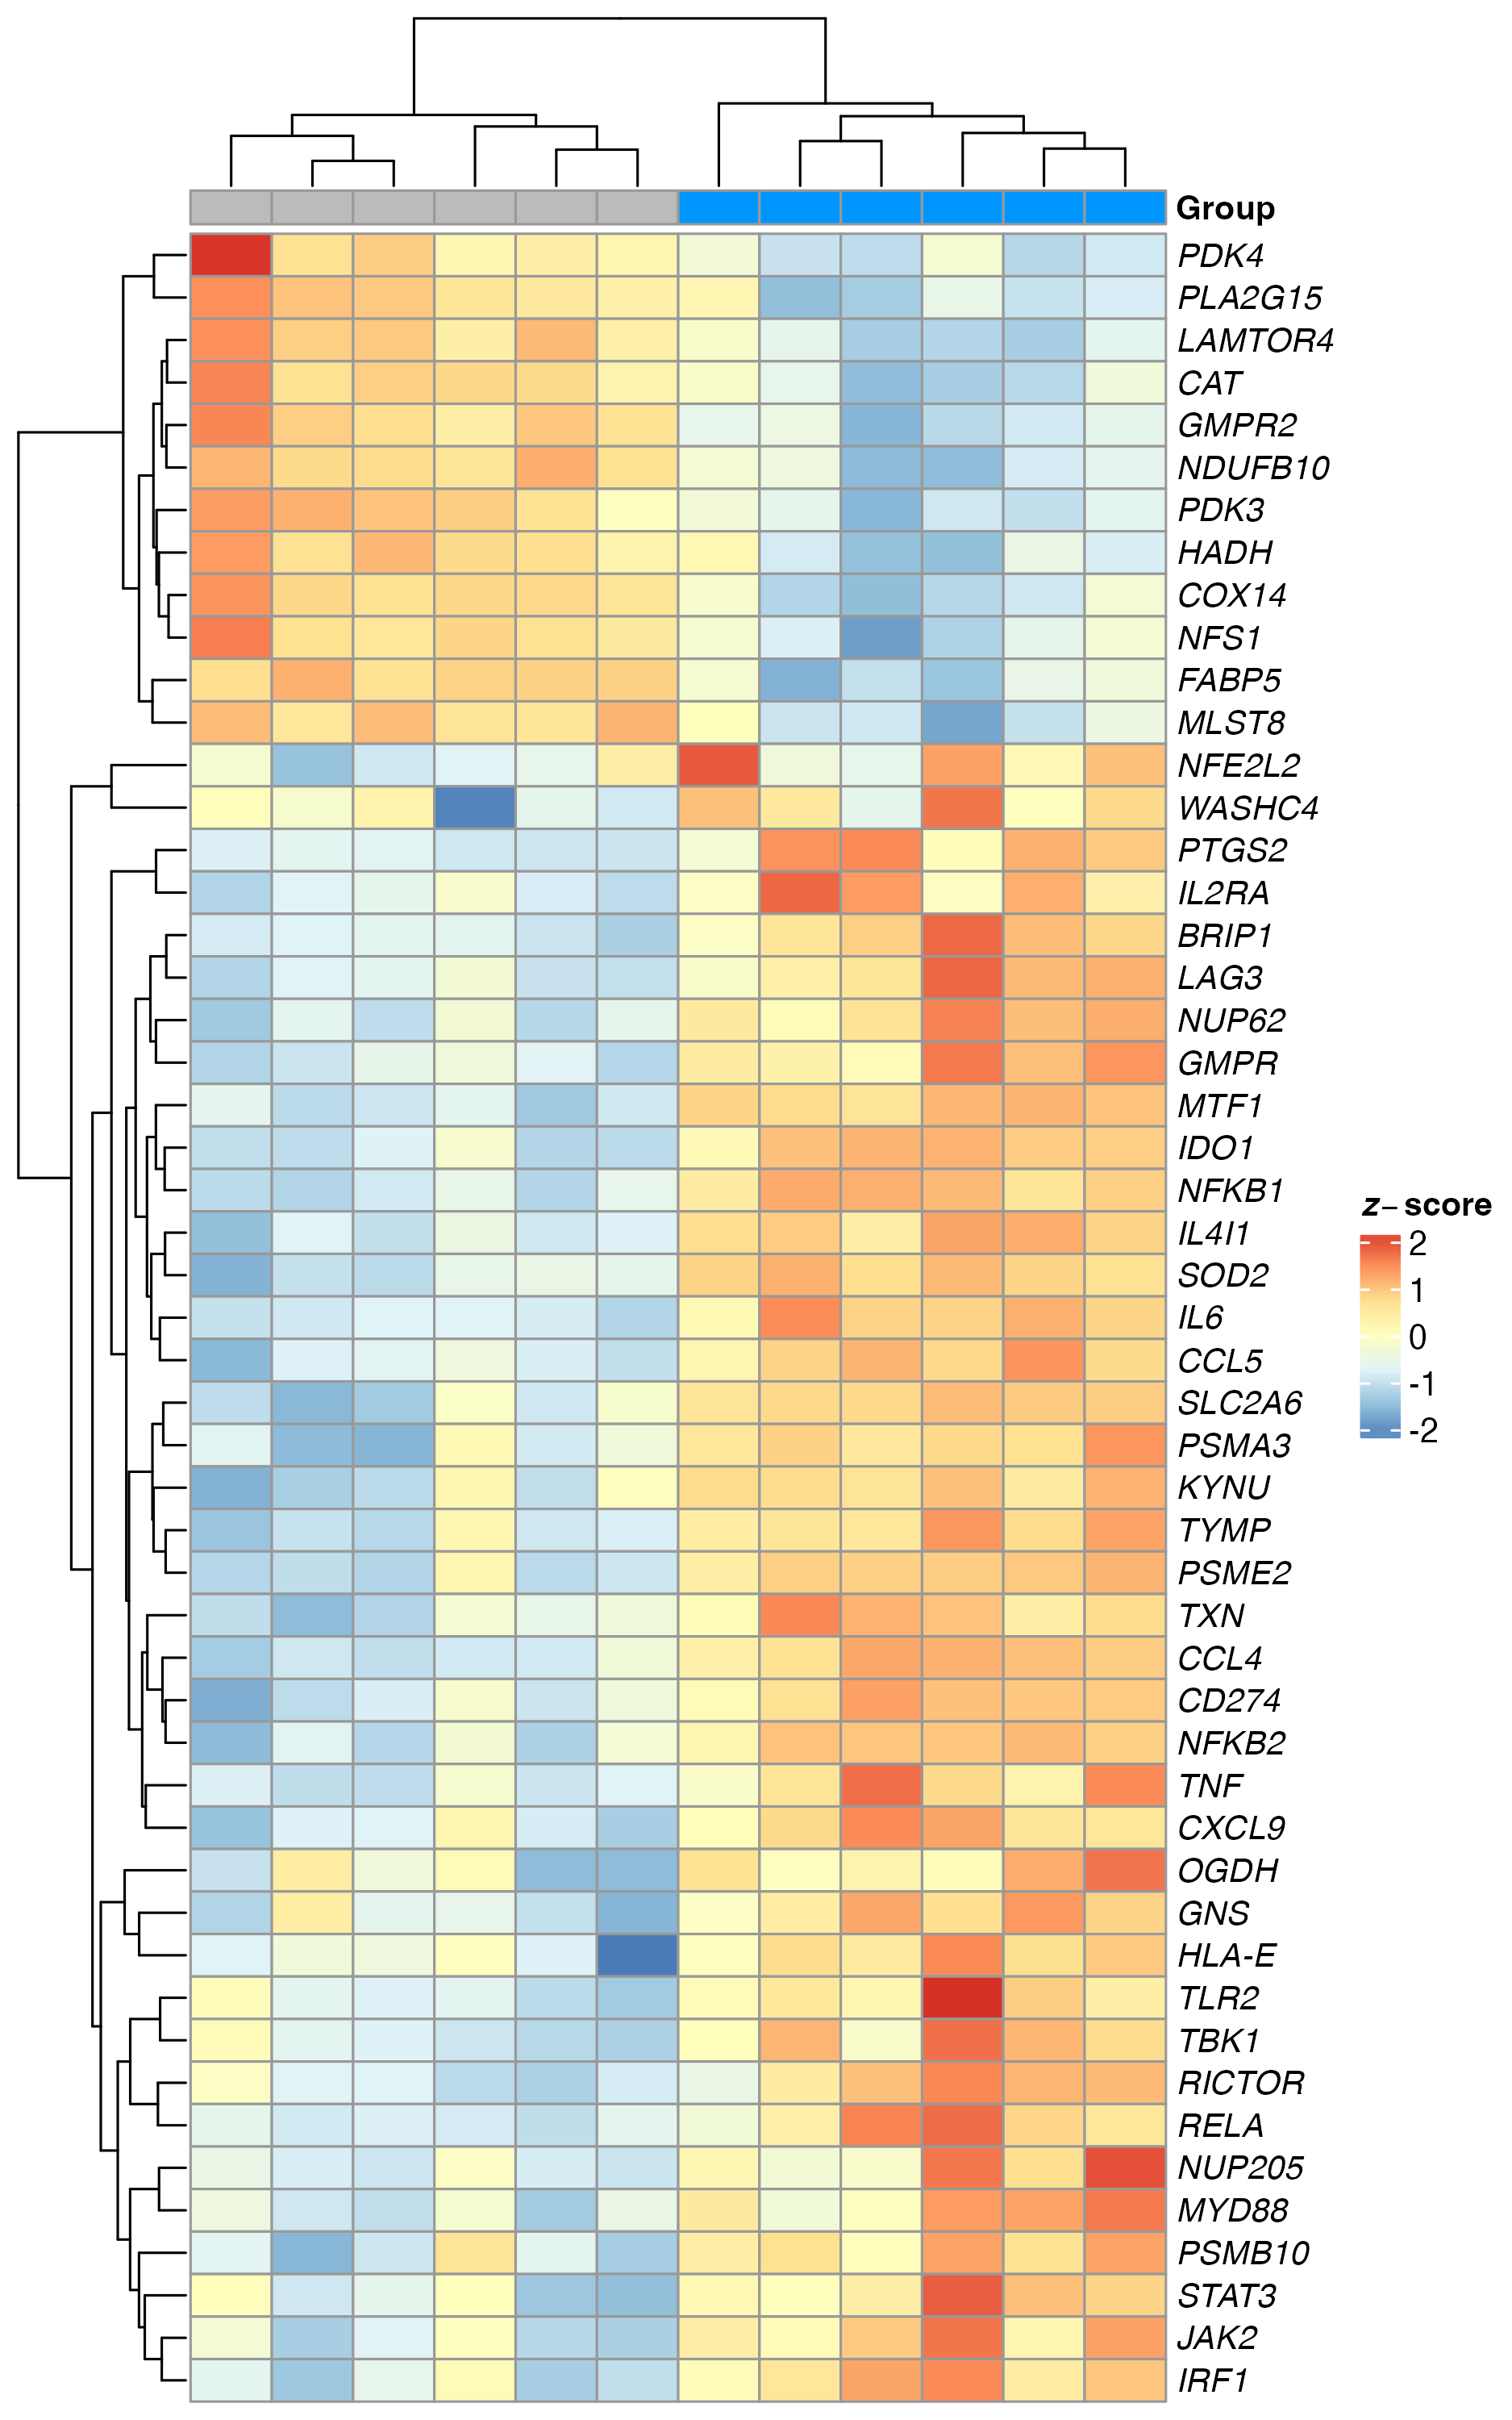 Group
PDK4
PLA2G15
LAMTOR4
CAT
GMPR2
NDUFB10
PDK3
HADH
COX14
NFS1
FABP5
MLST8
NFE2L2
WASHC4
PTGS2
IL2RA
BRIP1
LAG3
NUP62
GMPR
MTF1
IDO1
NFKB1
IL4I1
SOD2
IL6
CCL5
SLC2A6
PSMA3
KYNU
TYMP
PSME2
TXN
CCL4
CD274
NFKB2
TNF
CXCL9
OGDH
GNS
HLA-E
TLR2
TBK1
RICTOR
RELA
NUP205
MYD88
PSMB10
STAT3
JAK2
IRF1
z–score
2
1
0
-1
-2